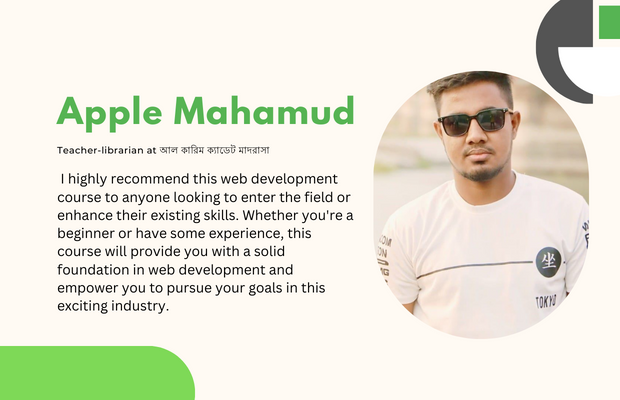 Apple Mahamud
Teacher-librarian at আল কারিম ক্যাডেট মাদরাসা
I highly recommend this web development
course to anyone looking to enter the field or
enhance their existing skills. Whether you're a
beginner or have some experience, this
course will provide you with a solid
foundation in web development and
empower you to pursue your goals in this
exciting industry.
坐
TOKYO